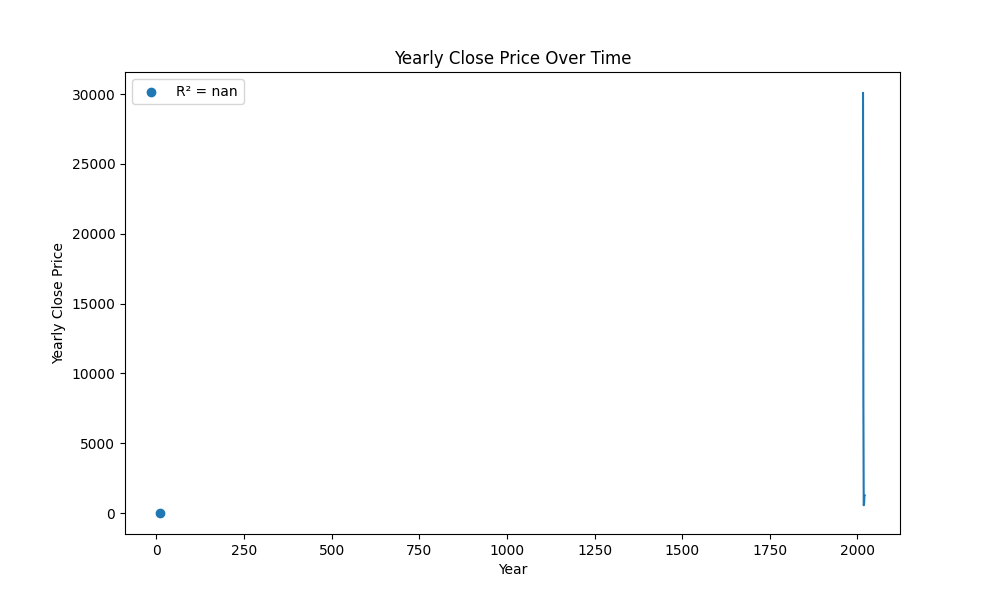 Yearly Close Price Over Time
R² = nan
30000
25000
20000
15000
10000
5000
0
Yearly Close Price
0 250 500 750 1000 1250 1500 1750 2000
Year